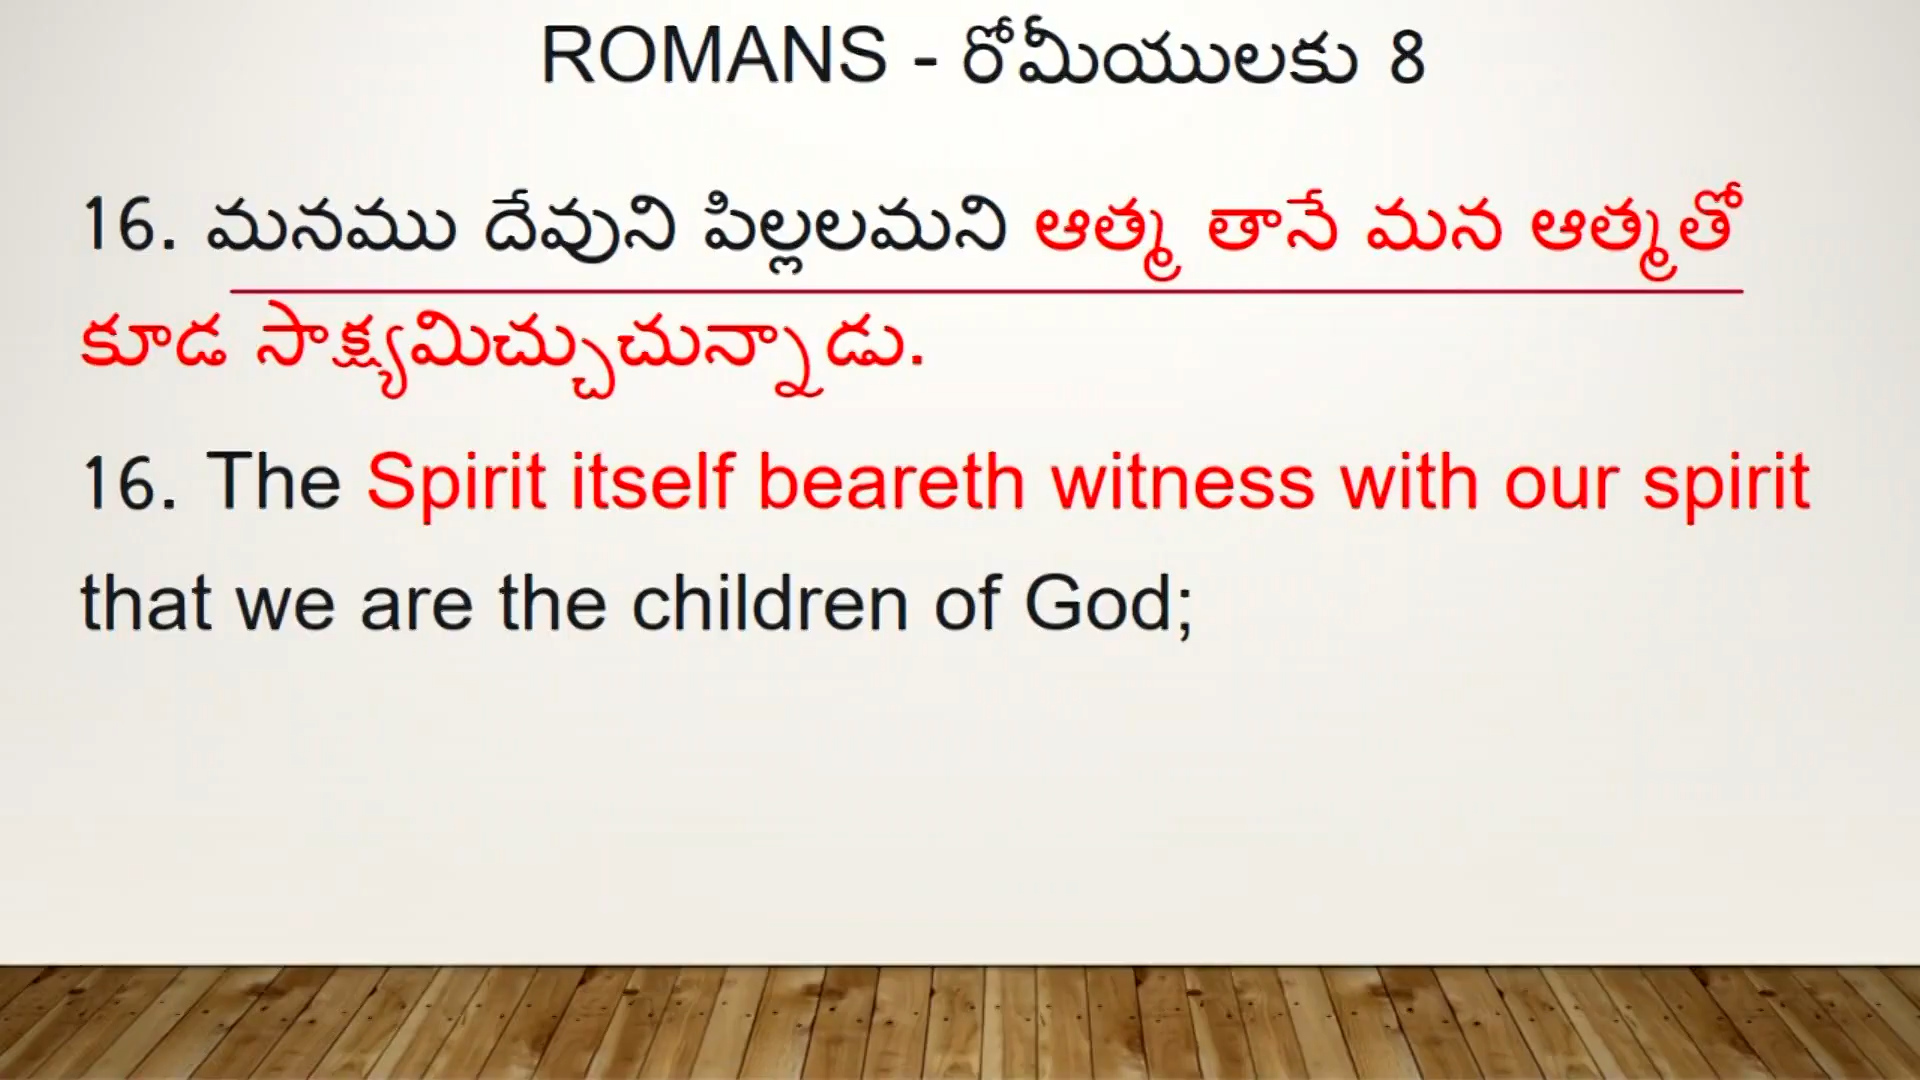 ROMANS - రోమీయులకు 8
16. మనము దేవుని పిల్లలమని ఆత్మ తానే మన ఆత్మతో
కూడ సాక్ష్యమిచ్చుచున్నాడు.
16. The Spirit itself beareth witness with our spirit
that we are the children of God;